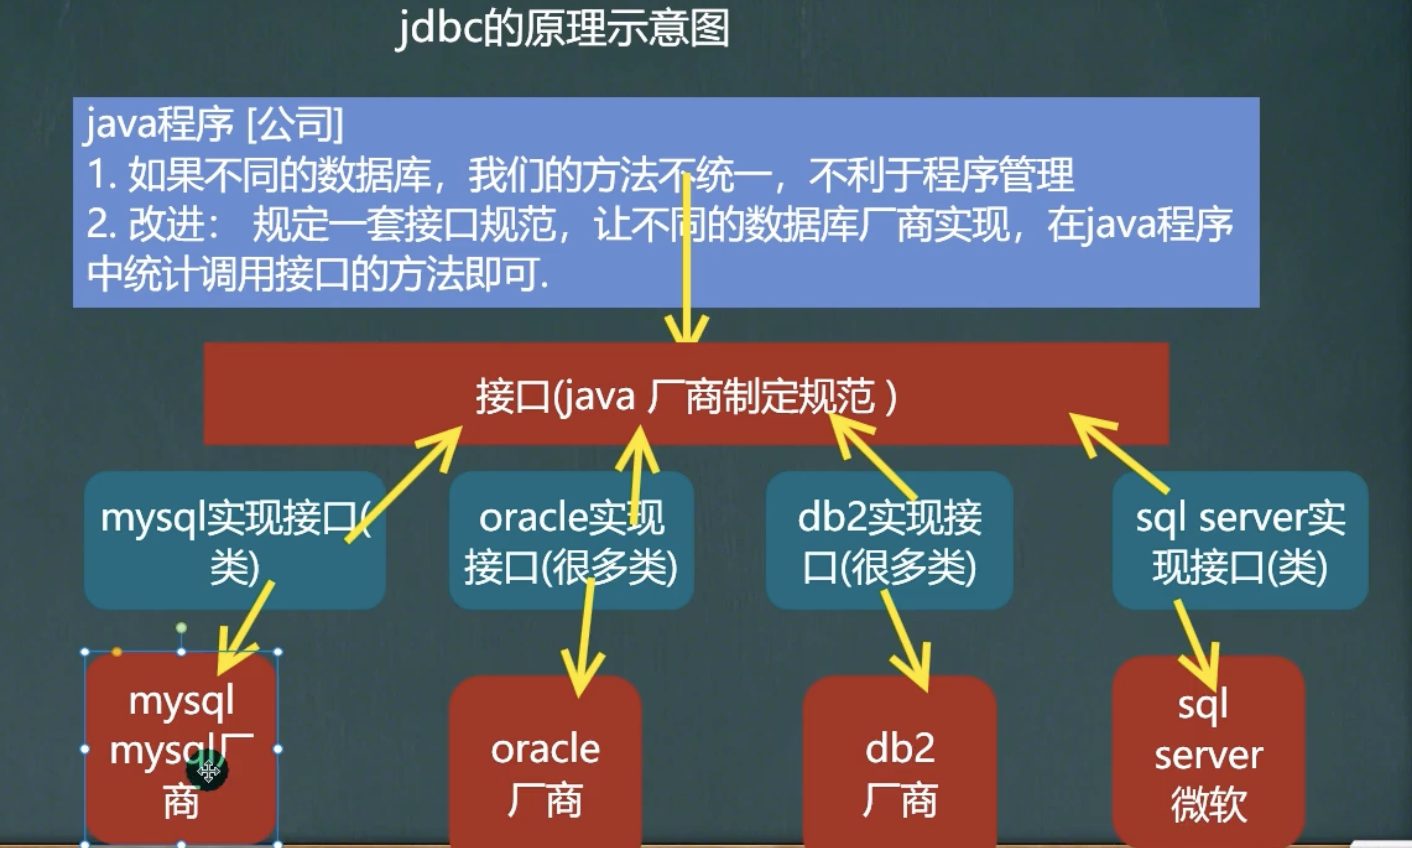 jdbc的原理示意图
java程序 [公司]
1. 如果不同的数据库，我们的方法不统一，不利于程序管理
2. 改进： 规定一套接口规范，让不同的数据库厂商实现，在java程序
中统计调用接口的方法即可.
接口(java 厂商制定规范 )
mysql实现接口(
类)
oracle实现
接口(很多类)
db2实现接
口(很多类)
sql server实
现接口(类)
mysql
mysql厂
商
oracle
厂商
db2
厂商
sql
server
微软